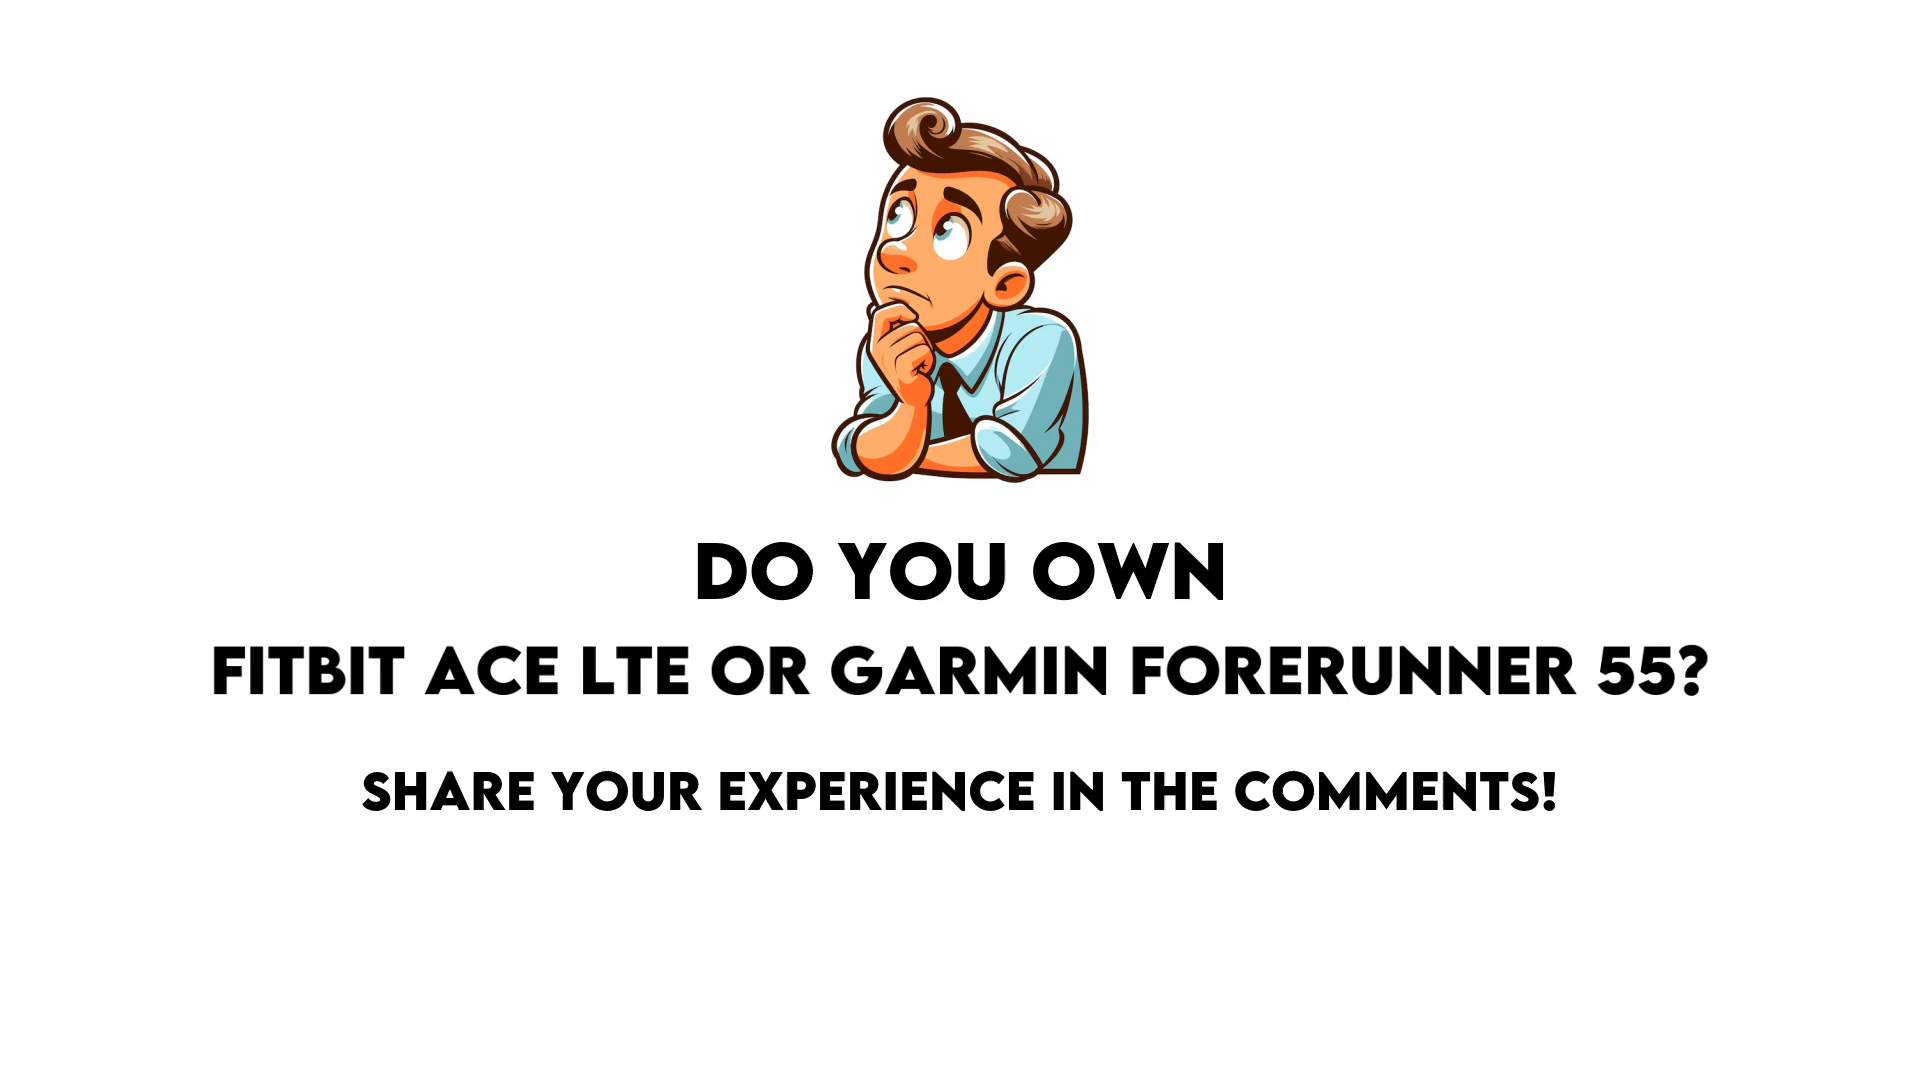 DO YOU OWN
FITBIT ACE LTE OR GARMIN FORERUNNER 55?
SHARE YOUR EXPERIENCE IN THE COMMENTS!